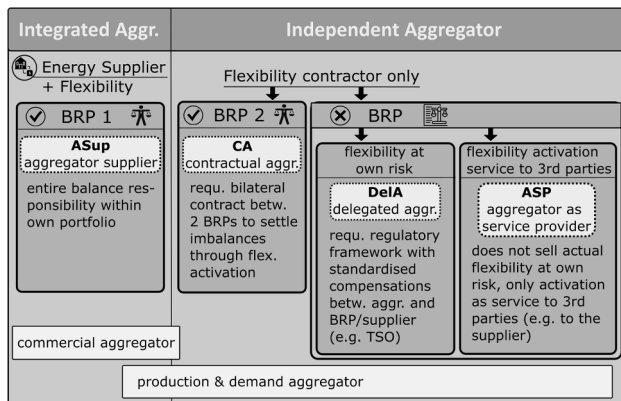 Integrated Aggr.
Independent Aggregator
Energy Supplier
+ Flexibility
Flexibility contractor only
BRP 1
ASup
aggregator supplier
entire balance res-
ponsibility within
own portfolio
BRP 2
CA
contractual aggr.
requ. bilateral
contract betw.
2 BRPs to settle
imbalances
through flex.
activation
BRP
flexibility at
own risk
DelA
delegated aggr.
requ. regulatory
framework with
standardised
compensations
betw. aggr. and
BRP/supplier
(e.g. TSO)
flexibility activation
service to 3rd parties
ASP
aggregator as
service provider
does not sell actual
flexibility at own
risk, only activation
as service to 3rd
parties (e.g. to the
supplier)
commercial aggregator
production & demand aggregator